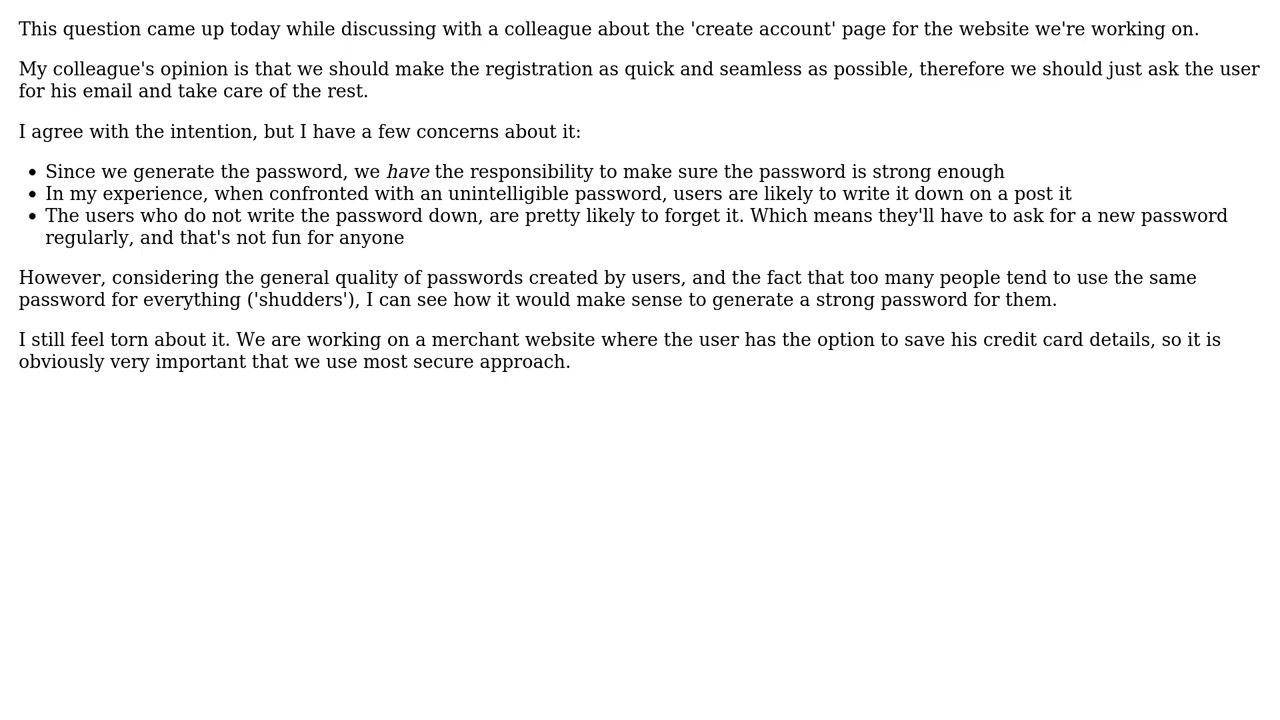 This question came up today while discussing with a colleague about the 'create account' page for the website we're working on.
My colleague's opinion is that we should make the registration as quick and seamless as possible, therefore we should just ask the user
for his email and take care of the rest.
I agree with the intention, but I have a few concerns about it:
• Since we generate the password, we have the responsibility to make sure the password is strong enough
• In my experience, when confronted with an unintelligible password, users are likely to write it down on a post it
• The users who do not write the password down, are pretty likely to forget it. Which means they'll have to ask for a new password
regularly, and that's not fun for anyone
However, considering the general quality of passwords created by users, and the fact that too many people tend to use the same
password for everything ('shudders'), I can see how it would make sense to generate a strong password for them.
I still feel torn about it. We are working on a merchant website where the user has the option to save his credit card details, so it is
obviously very important that we use most secure approach.